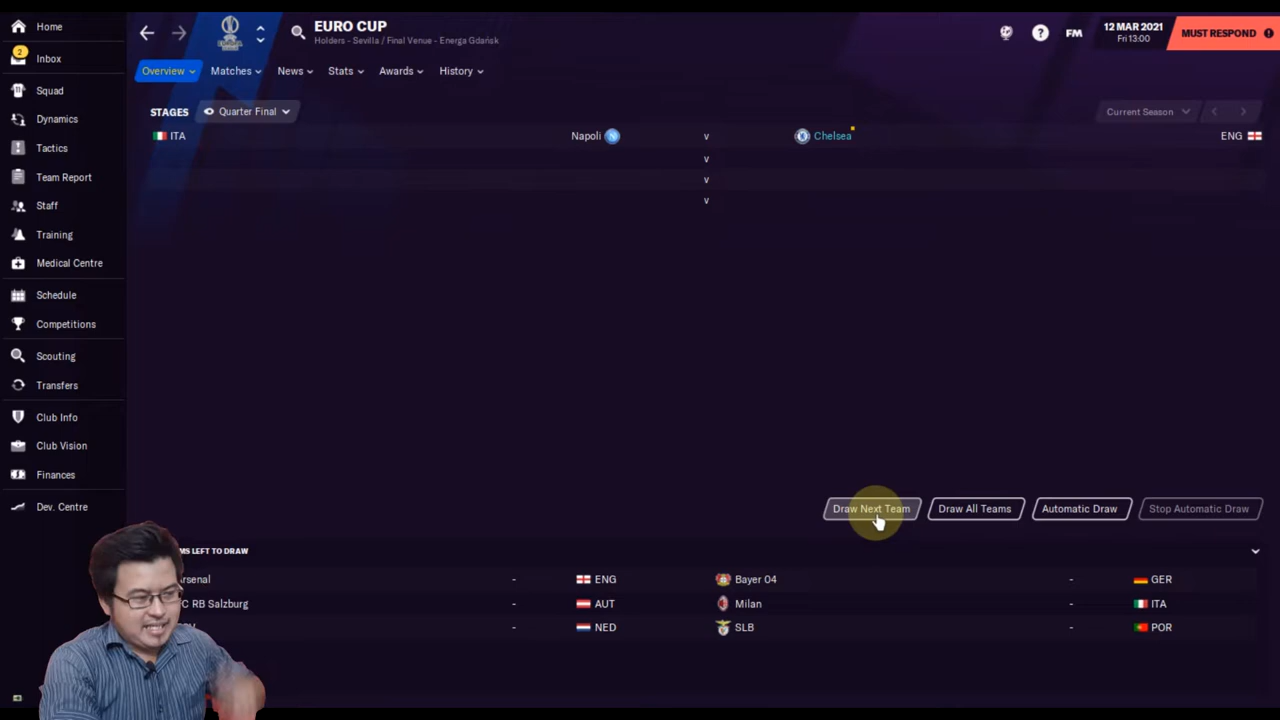 Home
EURO CUP
Holders - Sevilla / Final Venue - Energa Gdańsk
FM
12 MAR 2021
Fri 13:00
MUST RESPOND
2
Inbox
Overview
Matches
News
Stats
Awards
History
Squad
STAGES
Quarter Final
Current Season
Dynamics
ITA
Napoli
v
Chelsea
ENG
Tactics
v
Team Report
v
Staff
v
Training
Medical Centre
Schedule
Competitions
Scouting
Transfers
Club Info
Club Vision
Finances
Dev. Centre
Draw Next Team
Draw All Teams
Automatic Draw
Stop Automatic Draw
LEFT TO DRAW
- ENG
Bayer 04 - GER
RB Salzburg - AUT
Milan - ITA
- NED
SLB - POR